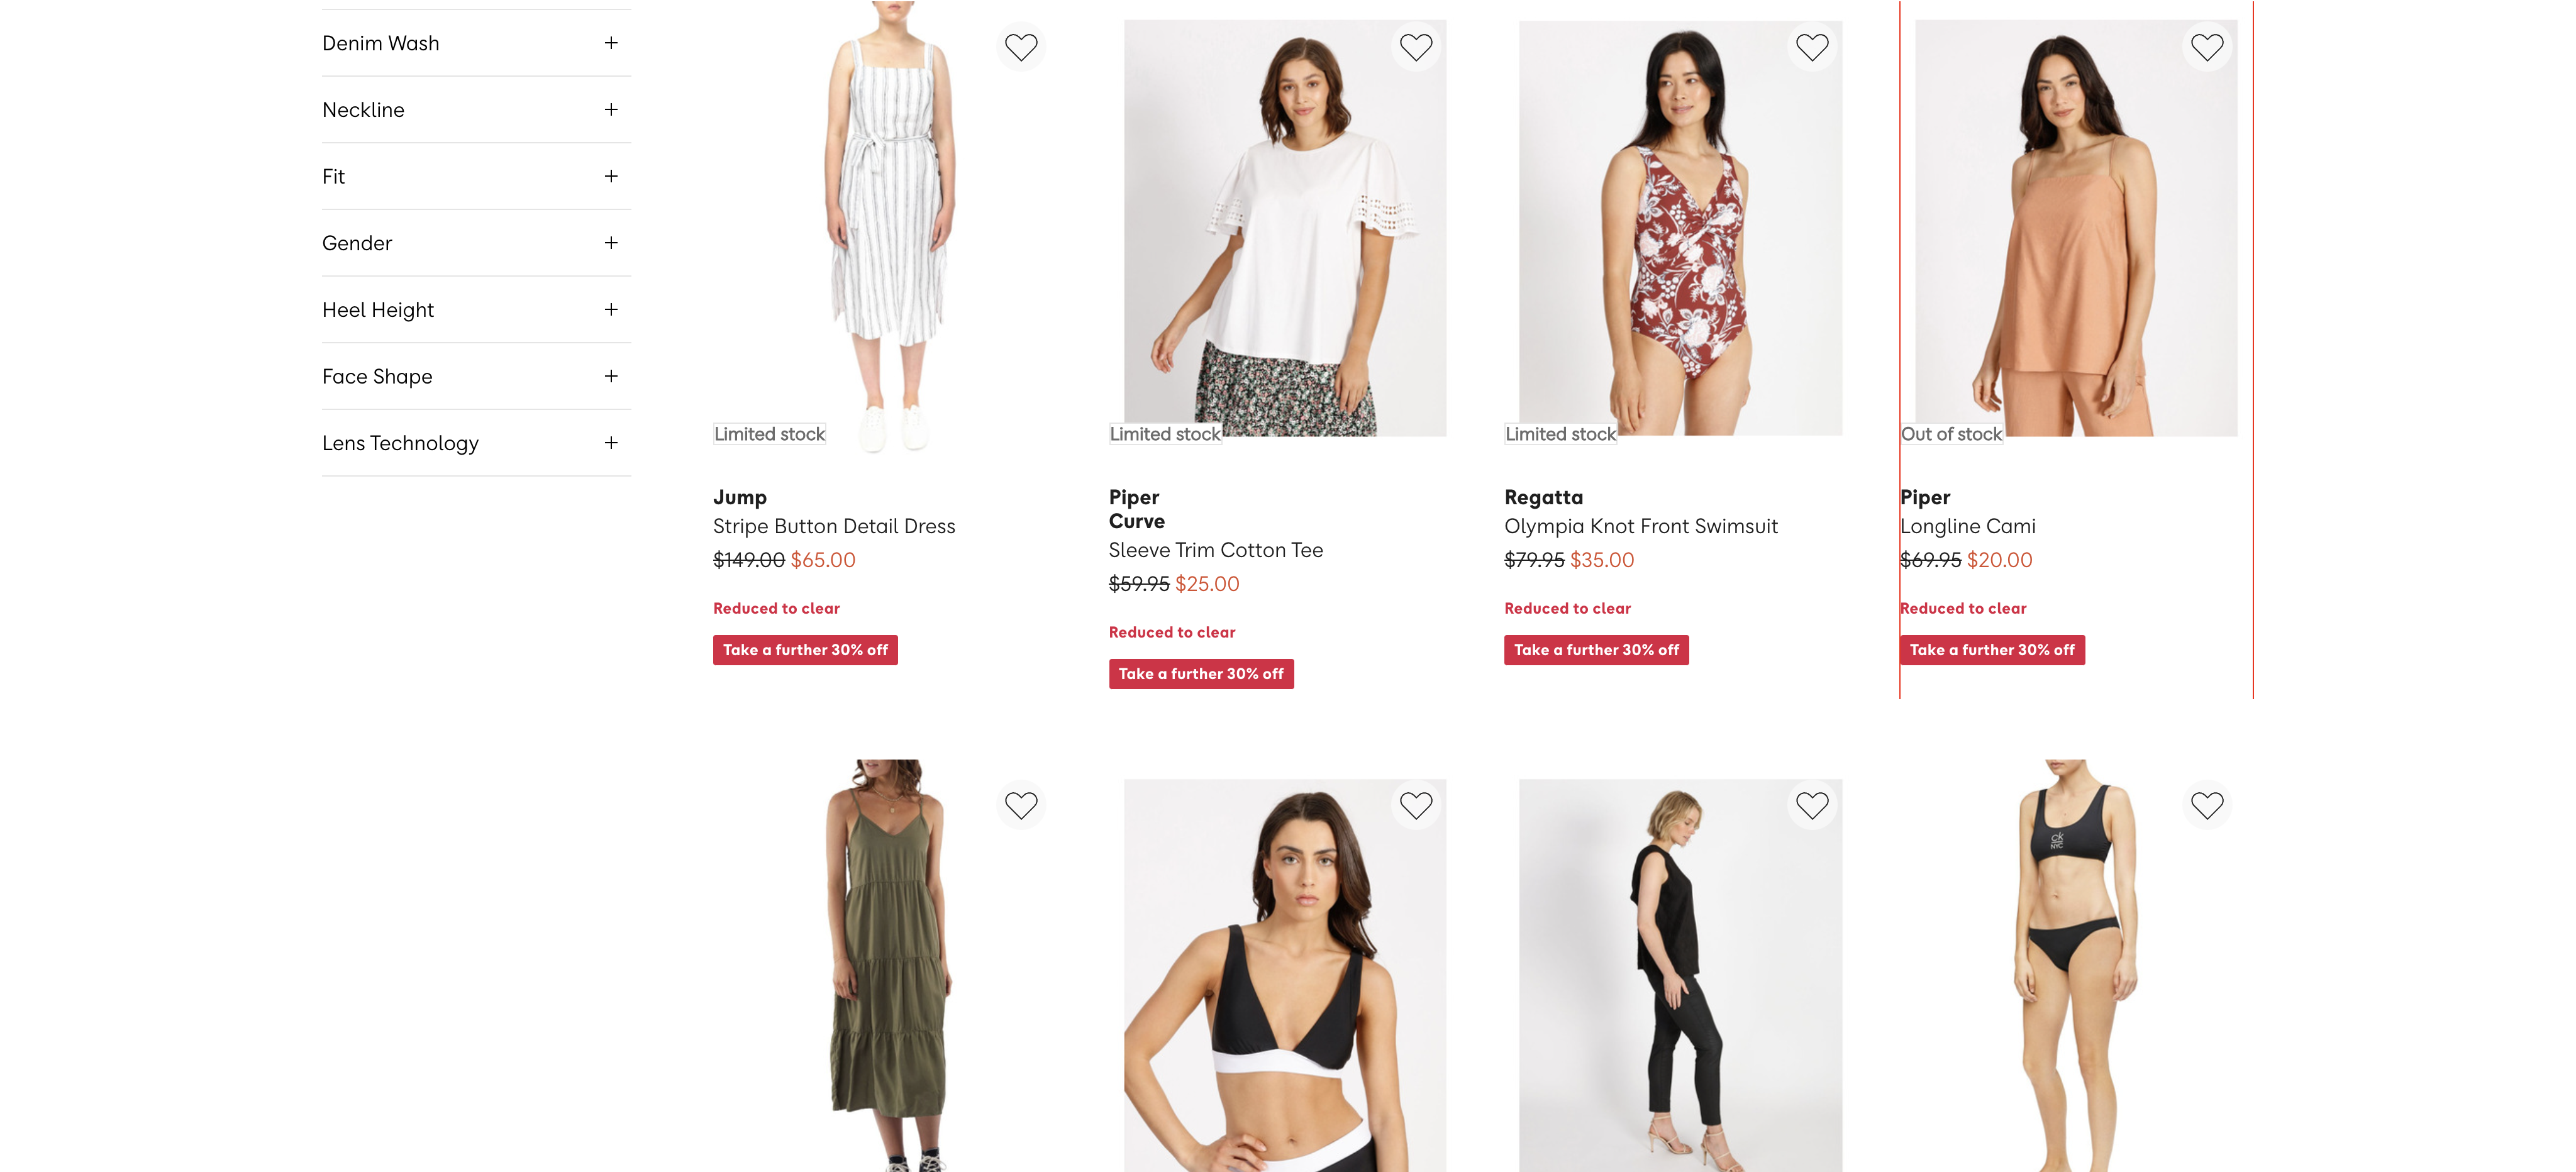 Denim Wash
Neckline
Fit
Gender
Heel Height
Face Shape
Lens Technology
Limited stock
Jump
Stripe Button Detail Dress
$149.00 $65.00
Reduced to clear
Take a further 30% off
Limited stock
Piper
Curve
Sleeve Trim Cotton Tee
$59.95 $25.00
Reduced to clear
Take a further 30% off
Limited stock
Regatta
Olympia Knot Front Swimsuit
$79.95 $35.00
Reduced to clear
Take a further 30% off
Out of stock
Piper
Longline Cami
$69.95 $20.00
Reduced to clear
Take a further 30% off
ck
NYC